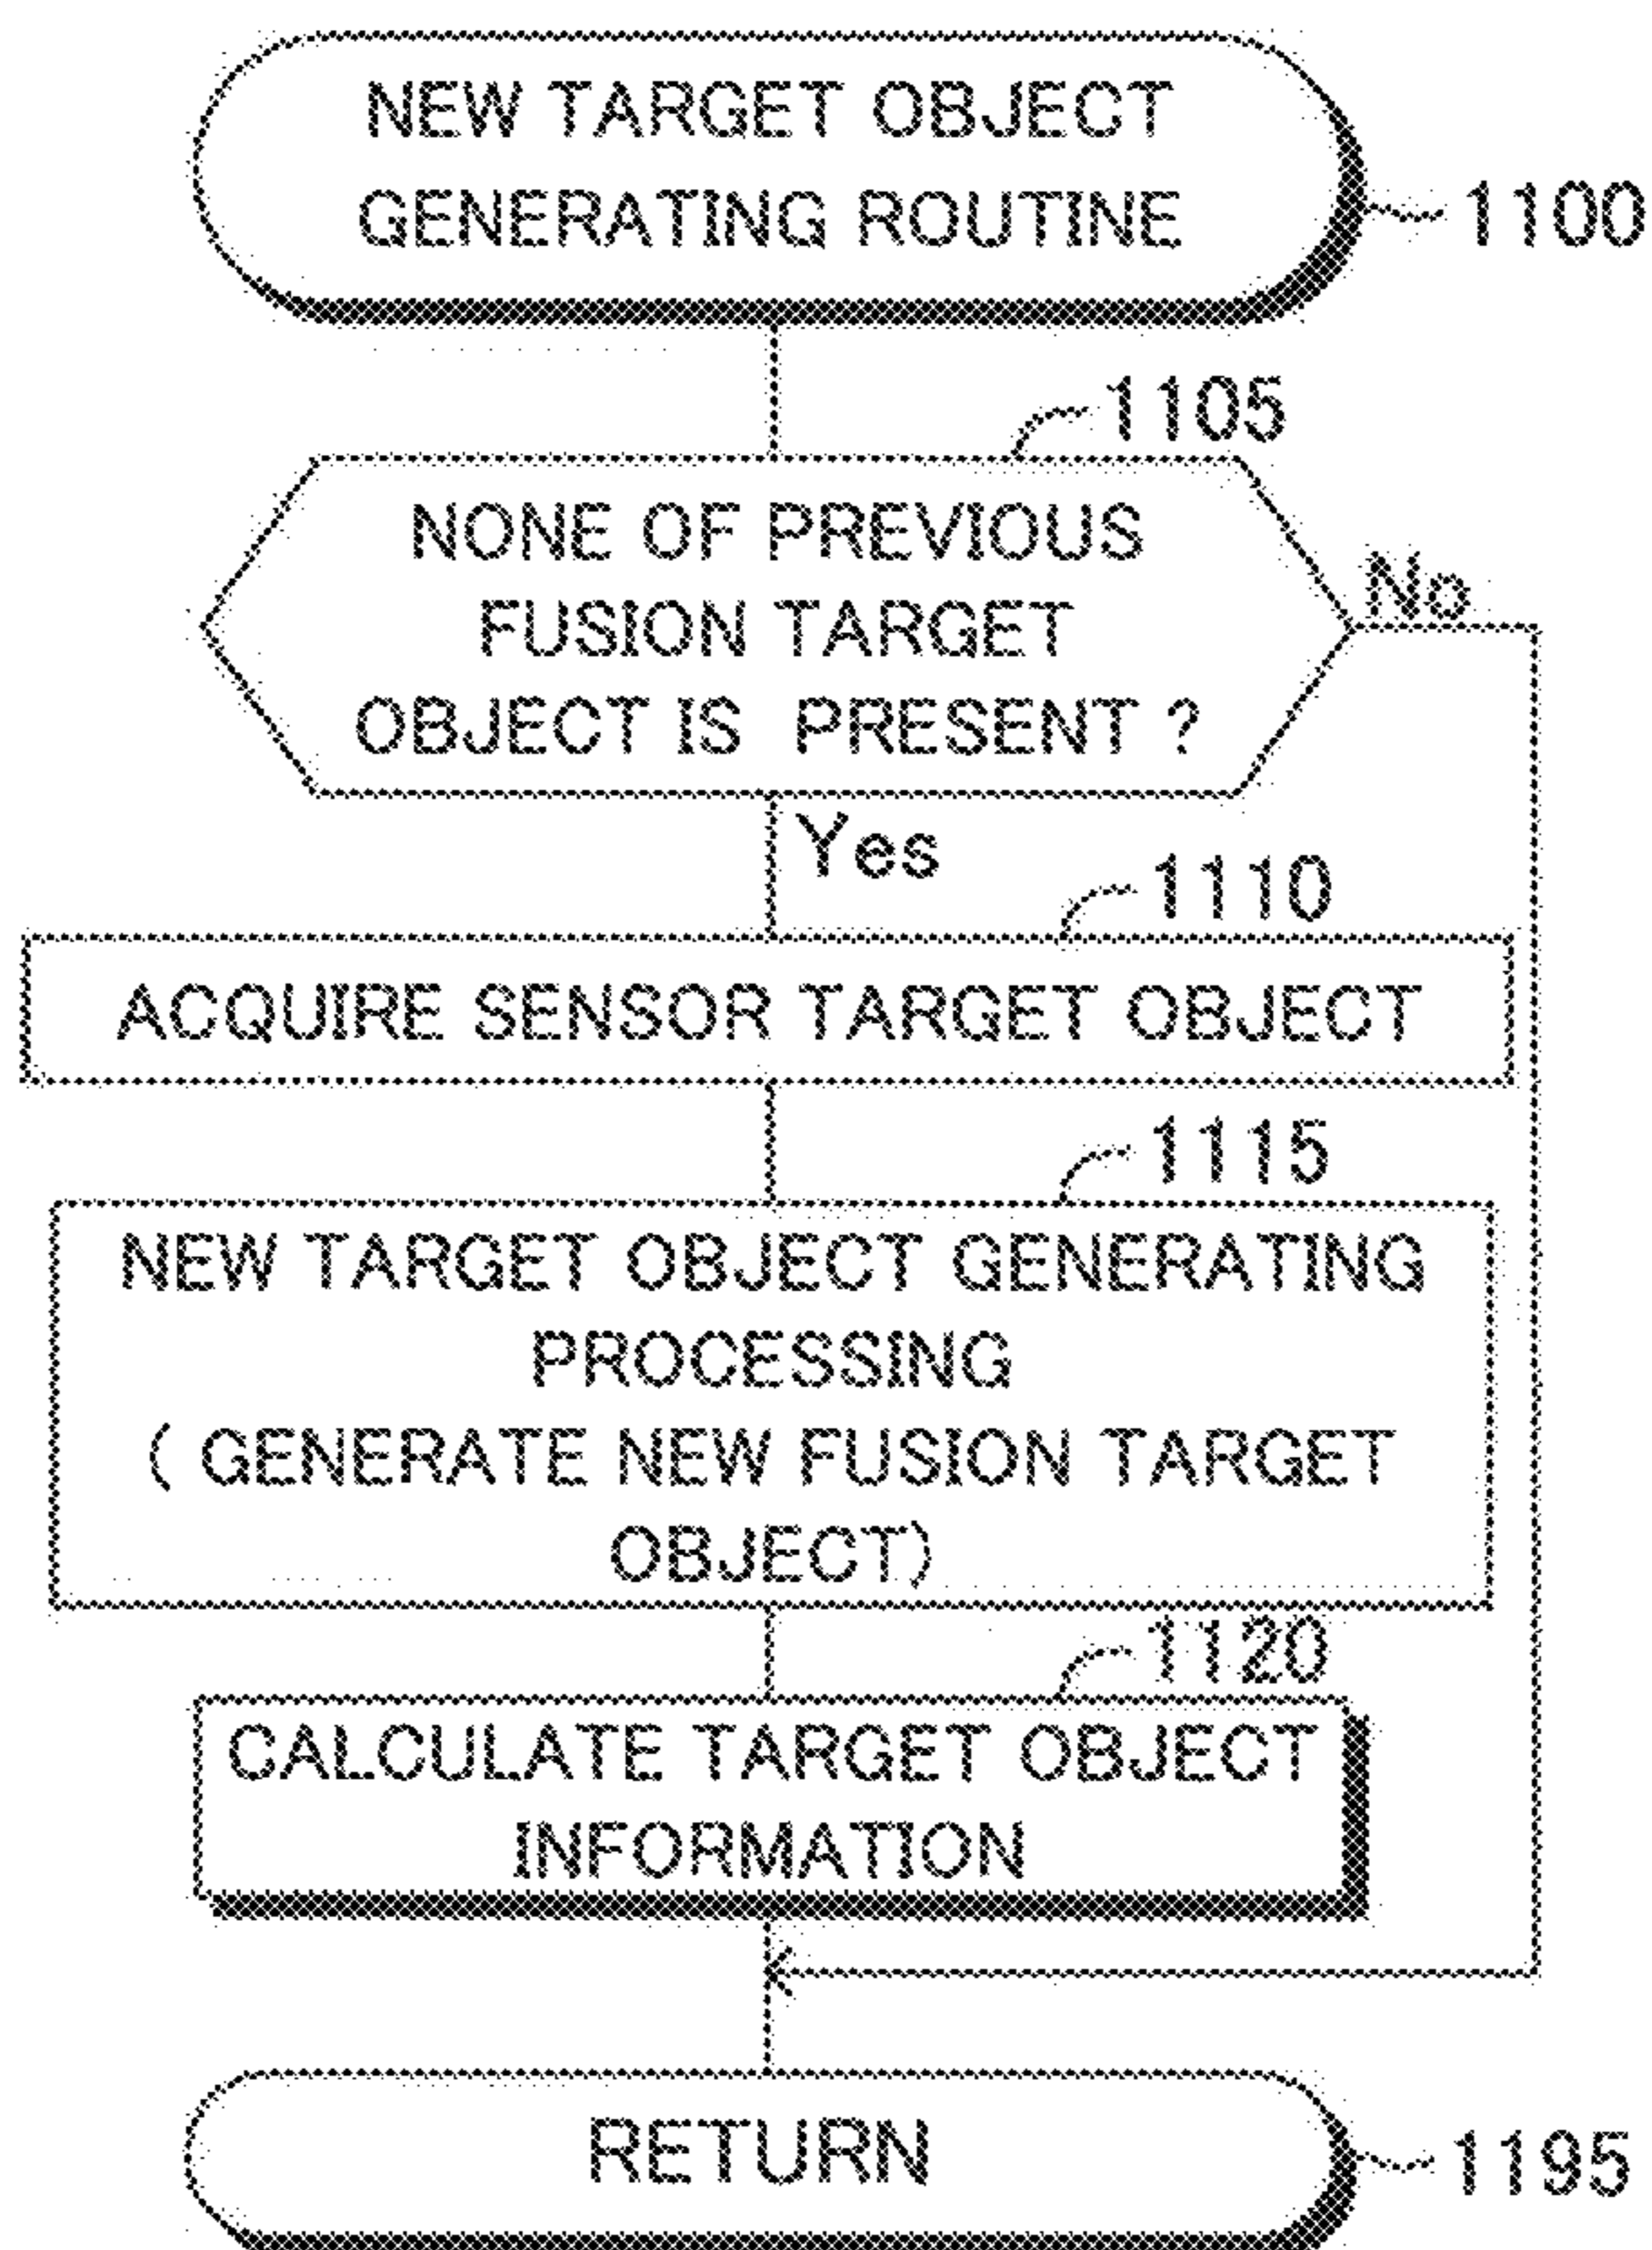 NEW TARGET OBJECT
GENERATING ROUTINE
1100
1105
NONE OF PREVIOUS
FUSION TARGET
OBJECT IS PRESENT ?
No
Yes
1110
ACQUIRE SENSOR TARGET OBJECT
1115
NEW TARGET OBJECT GENERATING
PROCESSING
( GENERATE NEW FUSION TARGET
OBJECT)
1120
CALCULATE TARGET OBJECT
INFORMATION
RETURN
1195